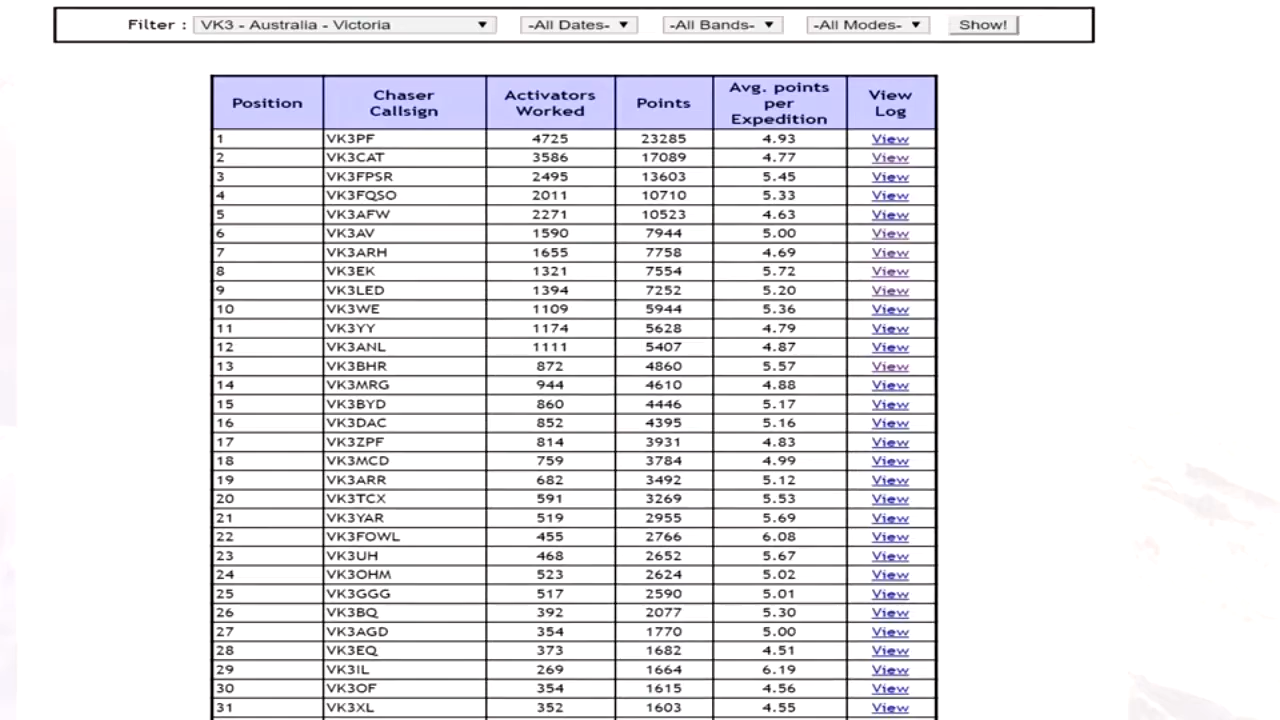 Filter : VK3 - Australia - Victoria -All Dates- -All Bands- -All Modes- Show!
Position Chaser Callsign Activators Worked Points Avg. points per Expedition View Log
1 VK3PF 4725 23285 4.93 View
2 VK3CAT 3586 17089 4.77 View
3 VK3FPSR 2495 13603 5.45 View
4 VK3FQSO 2011 10710 5.33 View
5 VK3AFW 2271 10523 4.63 View
6 VK3AV 1590 7944 5.00 View
7 VK3ARH 1655 7758 4.69 View
8 VK3EK 1321 7554 5.72 View
9 VK3LED 1394 7252 5.20 View
10 VK3WE 1109 5944 5.36 View
11 VK3YY 1174 5628 4.79 View
12 VK3ANL 1111 5407 4.87 View
13 VK3BHR 872 4860 5.57 View
14 VK3MRG 944 4610 4.88 View
15 VK3BYD 860 4446 5.17 View
16 VK3DAC 852 4395 5.16 View
17 VK3ZPF 814 3931 4.83 View
18 VK3MCD 759 3784 4.99 View
19 VK3ARR 682 3492 5.12 View
20 VK3TCX 591 3269 5.53 View
21 VK3YAR 519 2955 5.69 View
22 VK3FOWL 455 2766 6.08 View
23 VK3UH 468 2652 5.67 View
24 VK3OHM 523 2624 5.02 View
25 VK3GGG 517 2590 5.01 View
26 VK3BQ 392 2077 5.30 View
27 VK3AGD 354 1770 5.00 View
28 VK3EQ 373 1682 4.51 View
29 VK3IL 269 1664 6.19 View
30 VK3OF 354 1615 4.56 View
31 VK3XL 352 1603 4.55 View